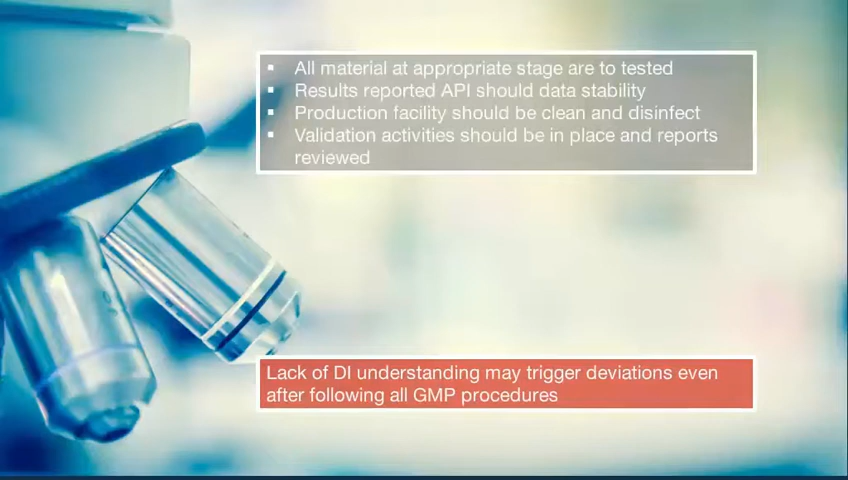 ▪ All material at appropriate stage are to tested
▪ Results reported API should data stability
▪ Production facility should be clean and disinfect
▪ Validation activities should be in place and reports
reviewed
Lack of DI understanding may trigger deviations even
after following all GMP procedures